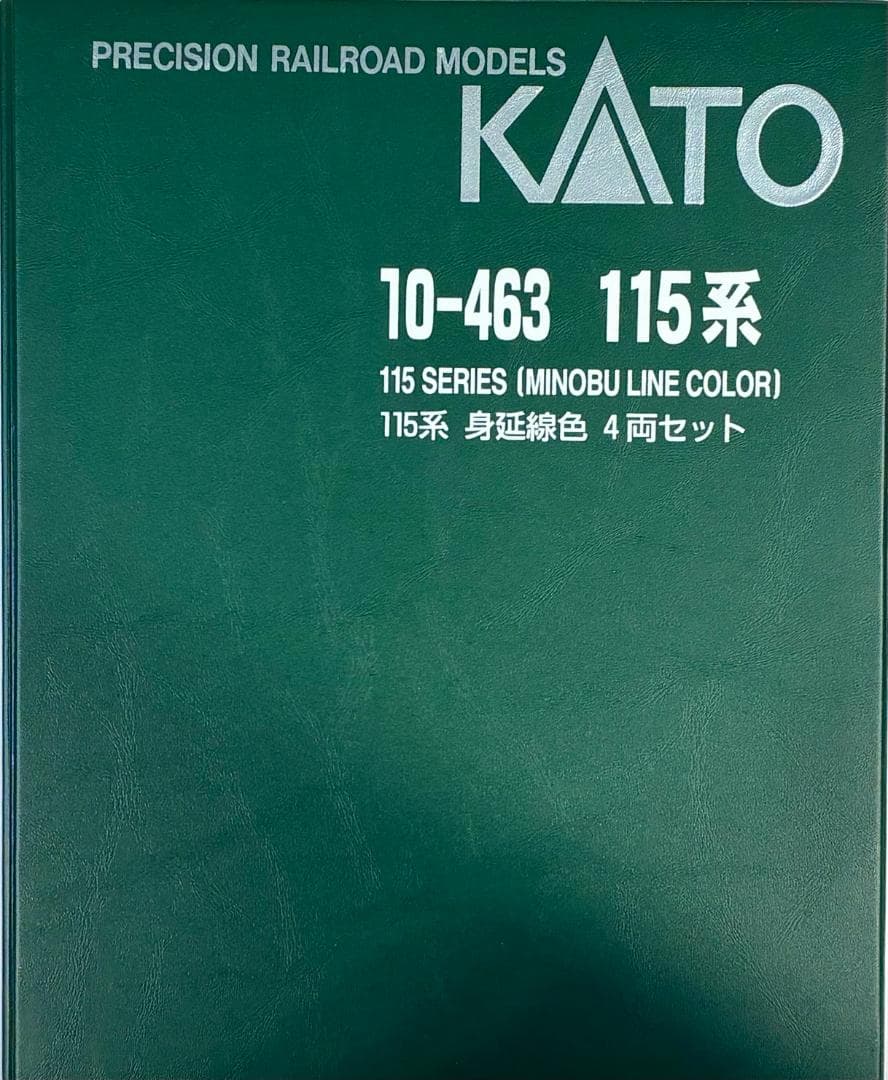 PRECISION RAILROAD MODELS
KATO
10-463 115系
115 SERIES (MINOBU LINE COLOR)
115系 身延線色 4両セット